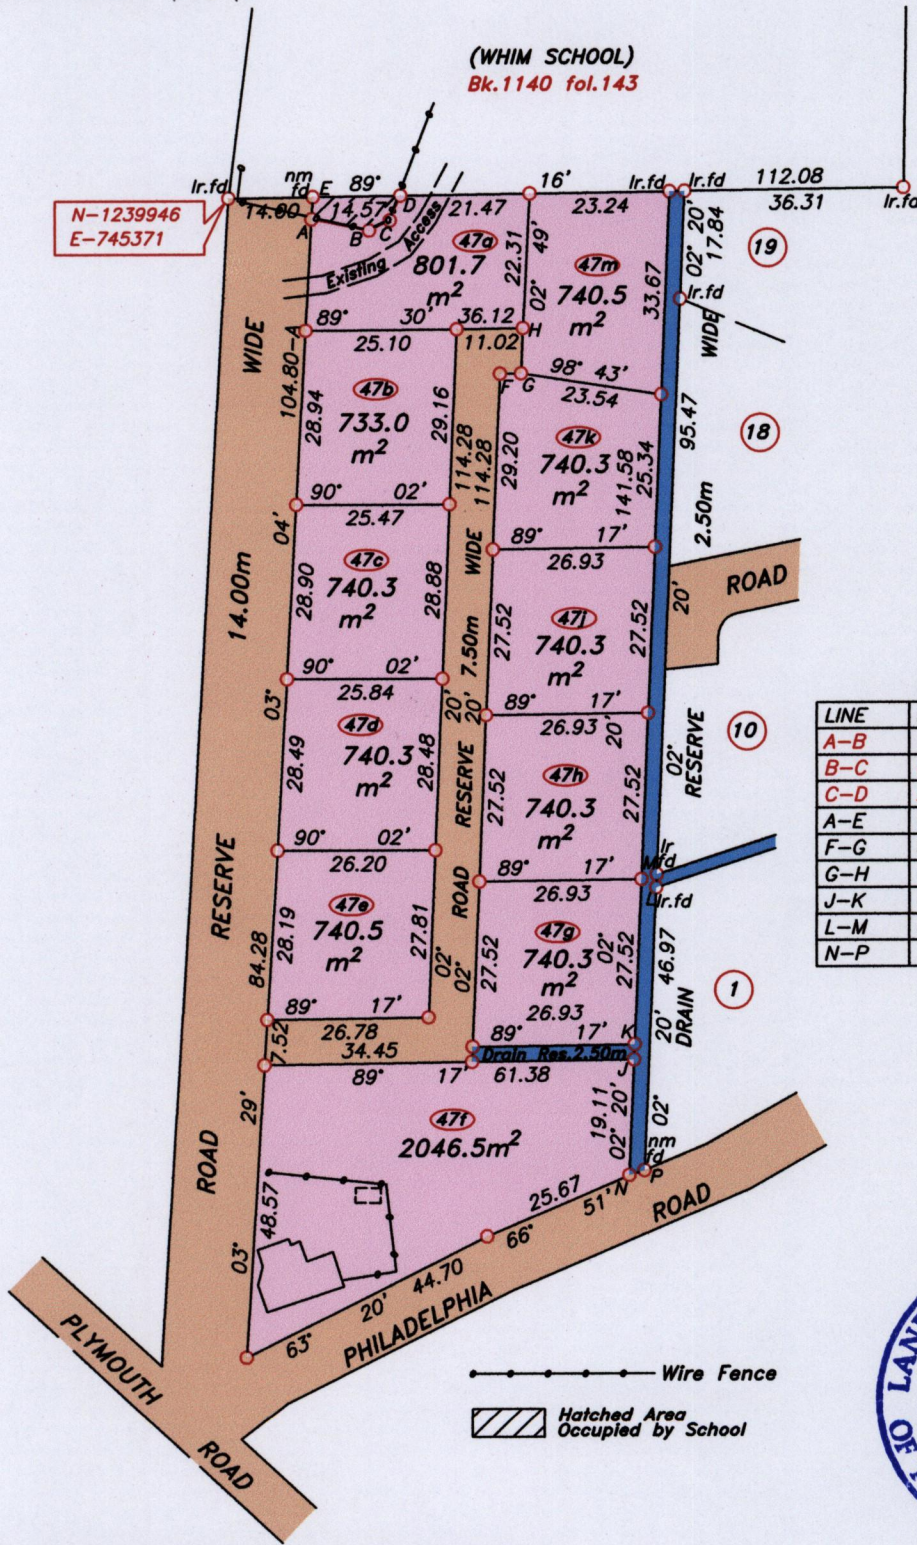 (WHIM SCHOOL)
Bk.1140 fol.143
Ir.fd
nm
fd
E
89°
D
16'
Ir.fd
Ir.fd
112.08
36.31
Ir.fd
N-1239946
E-745371
14.00
14.57
21.47
23.24
A
B
C
Existing
Access
47a
801.7
m²
22.31
49'
02°
47m
740.5
m²
33.67
02°
20'
17.84
19
Ir.fd
WIDE
WIDE
89°
30'
36.12
H
25.10
11.02
104.80-A
F
G
98°
43'
23.54
47b
733.0
m²
28.94
29.16
114.28
114.28
29.20
47k
740.3
m²
141.58
25.34
95.47
18
90°
02'
25.47
04'
2.50m
WIDE
89°
17'
26.93
14.00m
28.90
47c
740.3
m²
28.88
7.50m
27.52
47j
740.3
m²
27.52
20'
ROAD
90°
02'
25.84
03°
20'
20'
89°
17'
26.93
20'
28.49
47d
740.3
m²
28.48
RESERVE
27.52
47h
740.3
m²
27.52
02°
RESERVE
10
LINE
A-B
B-C
C-D
A-E
F-G
G-H
J-K
L-M
N-P
90°
02'
26.20
89°
17'
26.93
M
Ir
fd
L
Ir.fd
RESERVE
84.28
28.19
47e
740.5
m²
27.81
02°
ROAD
02°
27.52
47g
740.3
m²
02°
27.52
46.97
1
26.93
89°
17'
26.78
34.45
7.52
89°
17'
K
Drain Res.2.50m
J
20'
DRAIN
89°
17'
61.38
29'
47f
2046.5m²
19.11
02°
20'
02°
nm
fd
P
N
ROAD
48.57
03°
25.67
51'
66°
ROAD
63°
20'
44.70
PHILADELPHIA
PLYMOUTH
ROAD
Wire Fence
Hatched Area
Occupied by School
OF LAND